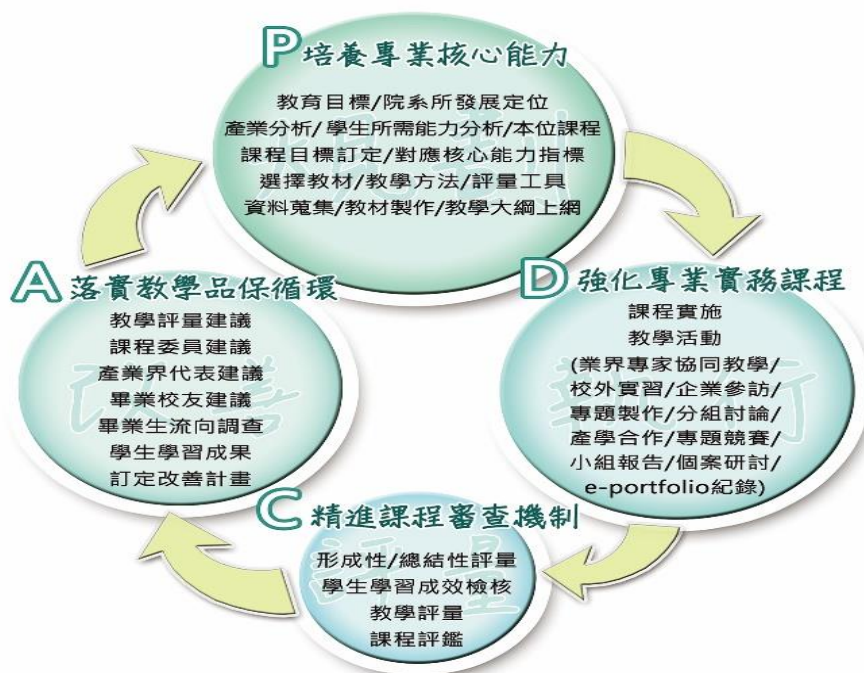 P培養專業核心能力
規劃
教育目標/院系所發展定位
產業分析/學生所需能力分析/本位課程
課程目標訂定/對應核心能力指標
選擇教材/教學方法/評量工具
資料蒐集/教材製作/教學大綱上網
D強化專業實務課程
執行
課程實施
教學活動
(業界專家協同教學/
校外實習/企業參訪/
專題製作/分組討論/
產學合作/專題競賽/
小組報告/個案研討/
e-portfolio紀錄)
C精進課程審查機制
評量
形成性/總結性評量
學生學習成效檢核
教學評量
課程評鑑
A落實教學品保循環
改善
教學評量建議
課程委員建議
產業界代表建議
畢業校友建議
畢業生流向調查
學生學習成果
訂定改善計畫